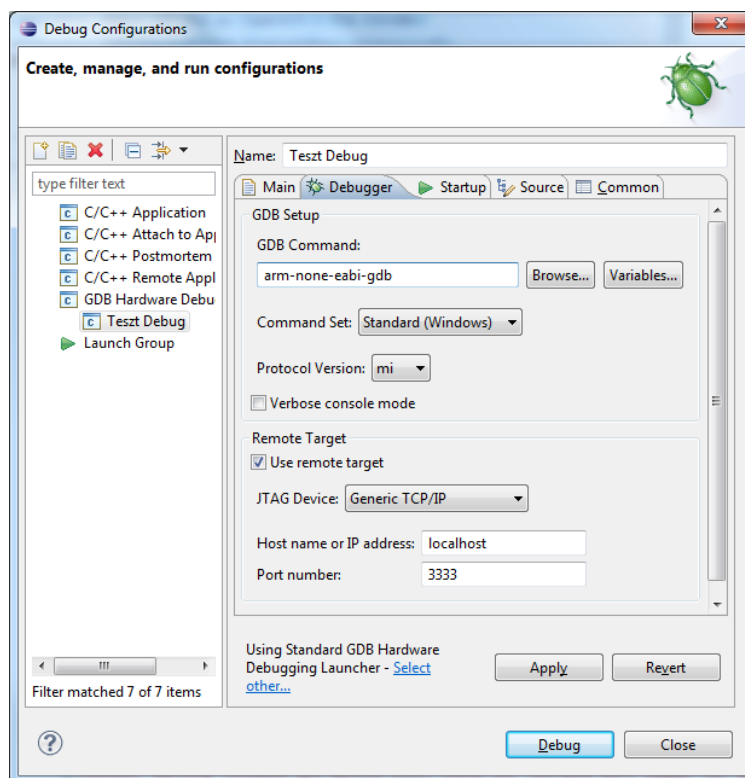 Debug Configurations
Create, manage, and run configurations
Name: Teszt Debug
type filter text
Main Debugger Startup Source Common
C/C++ Application
C/C++ Attach to Ap
C/C++ Postmortem
C/C++ Remote Appl
GDB Hardware Debu
Teszt Debug
Launch Group
GDB Setup
GDB Command:
arm-none-eabi-gdb Browse... Variables...
Command Set: Standard (Windows)
Protocol Version: mi
Verbose console mode
Remote Target
Use remote target
JTAG Device: Generic TCP/IP
Host name or IP address: localhost
Port number: 3333
Filter matched 7 of 7 items
Using Standard GDB Hardware
Debugging Launcher - Select
other...
Apply Revert
Debug Close